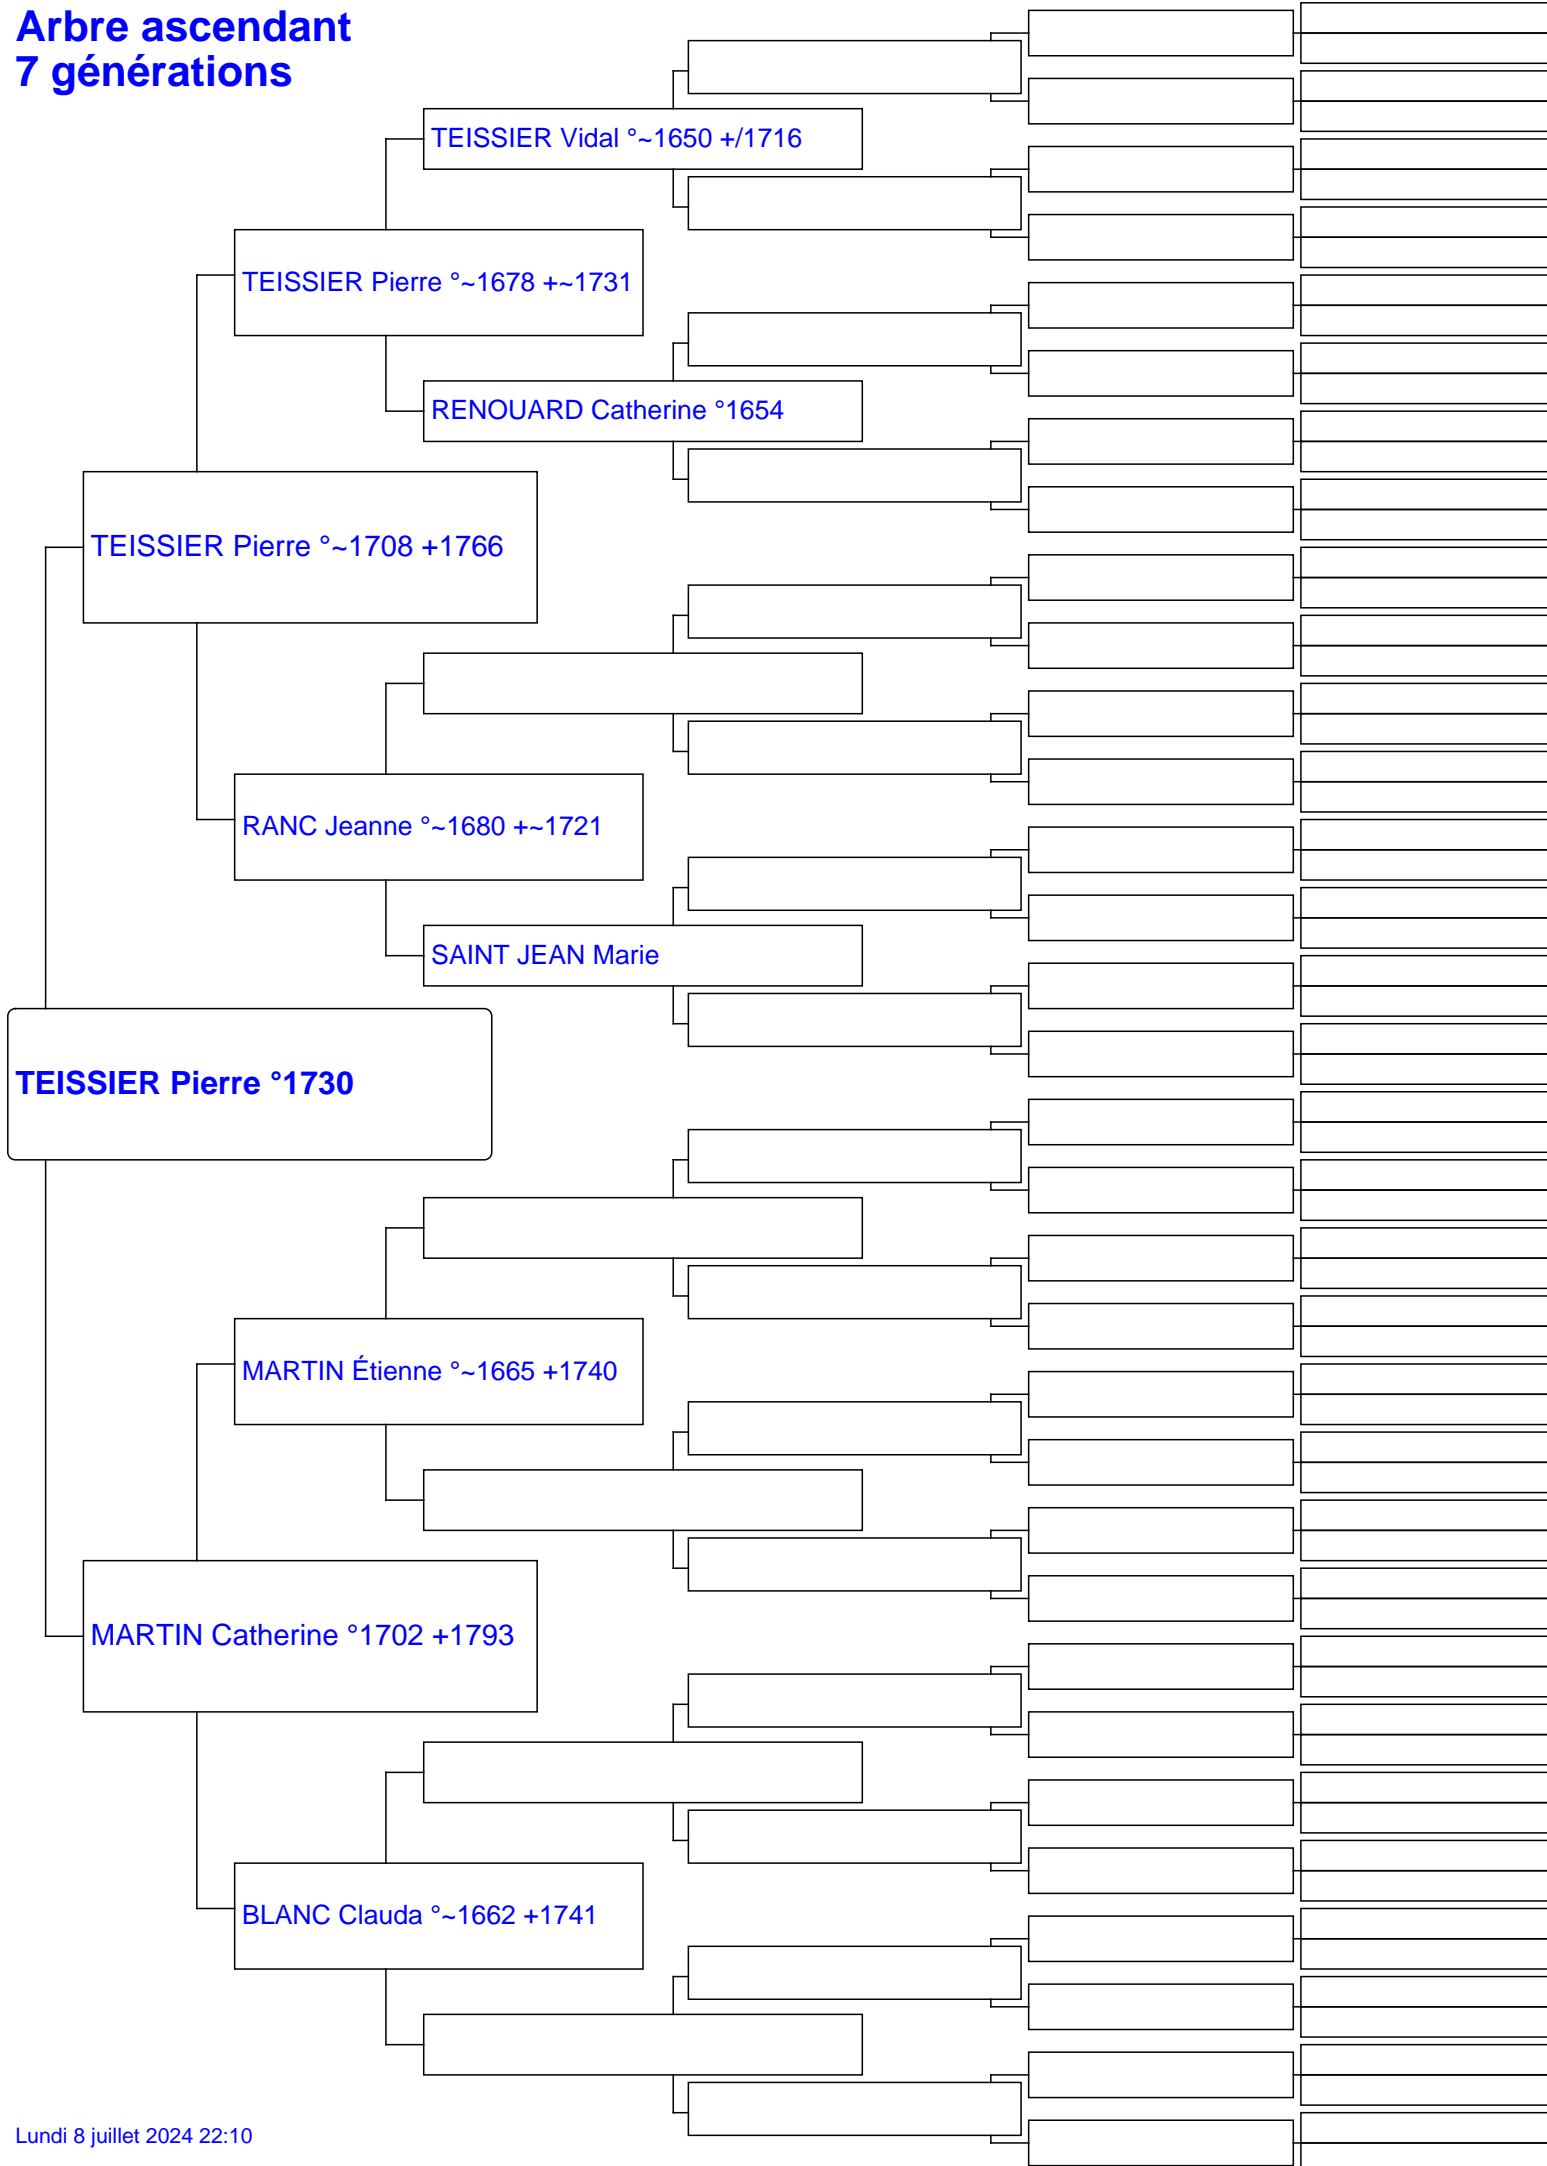 Arbre ascendant
7 générations
TEISSIER Vidal °~1650 +/1716
TEISSIER Pierre °~1678 +~1731
RENOUARD Catherine °1654
TEISSIER Pierre °~1708 +1766
RANC Jeanne °~1680 +~1721
SAINT JEAN Marie
TEISSIER Pierre °1730
MARTIN Étienne °~1665 +1740
MARTIN Catherine °1702 +1793
BLANC Clauda °~1662 +1741
Lundi 8 juillet 2024 22:10